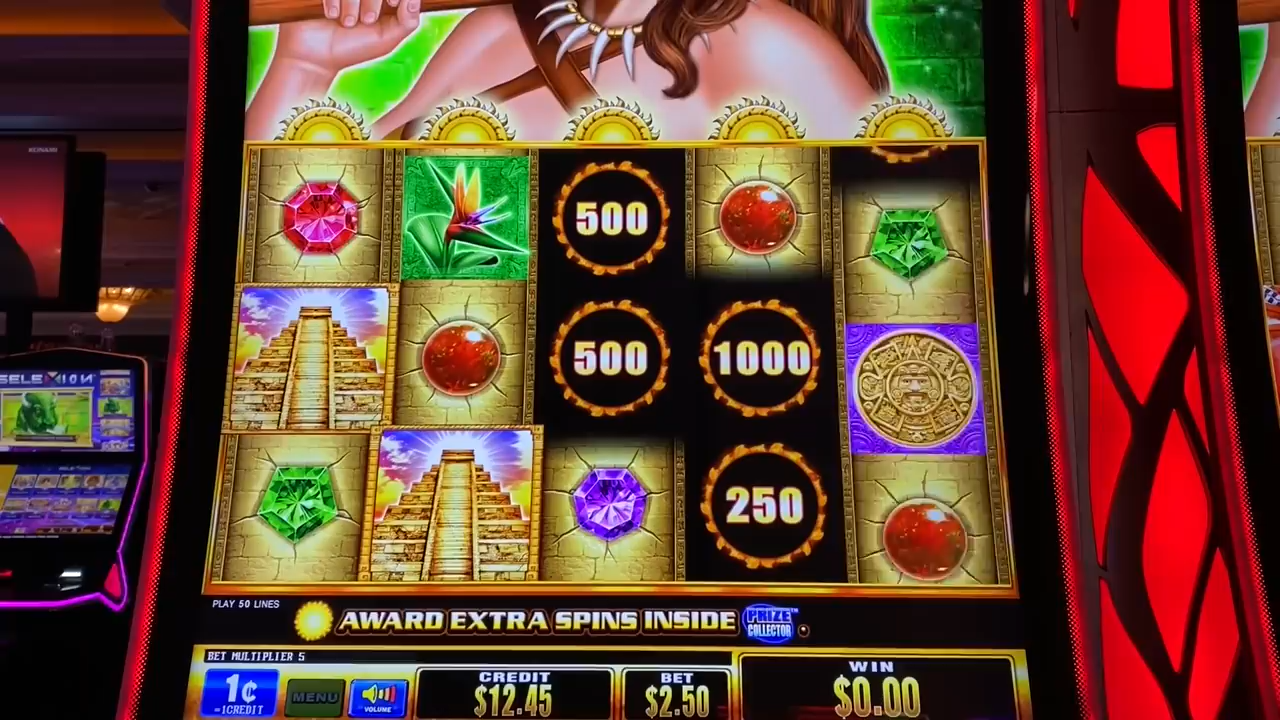 KONAMI
SELEXION
500
500
1000
250
PLAY 50 LINES
AWARD EXTRA SPINS INSIDE PRIZE COLLECTOR
BET MULTIPLIER 5
1¢
=1CREDIT
MENU
VOLUME
CREDIT
$12.45
BET
$2.50
WIN
$0.00